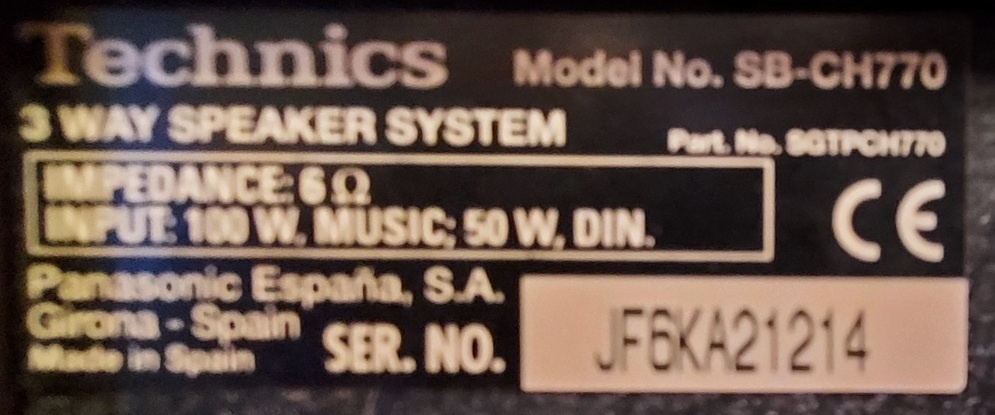 Technics Model No. SB-CH770
3 WAY SPEAKER SYSTEM Part. No. SGTPCH770
IMPEDANCE: 6 Ω
INPUT: 100 W. MUSIC; 50 W, DIN.
CE
Panasonic España, S.A.
Girona - Spain
Made in Spain
SER. NO. JF6KA21214